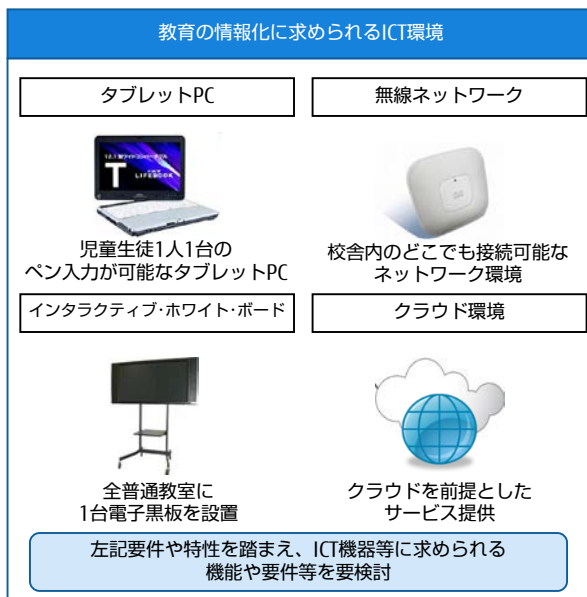 教育の情報化に求められるICT環境
タブレットPC
無線ネットワーク
T
LIFEBOOK
児童生徒1人1台の
ペン入力が可能なタブレットPC
校舎内のどこでも接続可能な
ネットワーク環境
インタラクティブ・ホワイト・ボード
クラウド環境
全普通教室に
1台電子黒板を設置
クラウドを前提とした
サービス提供
左記要件や特性を踏まえ、ICT機器等に求められる
機能や要件等を要検討